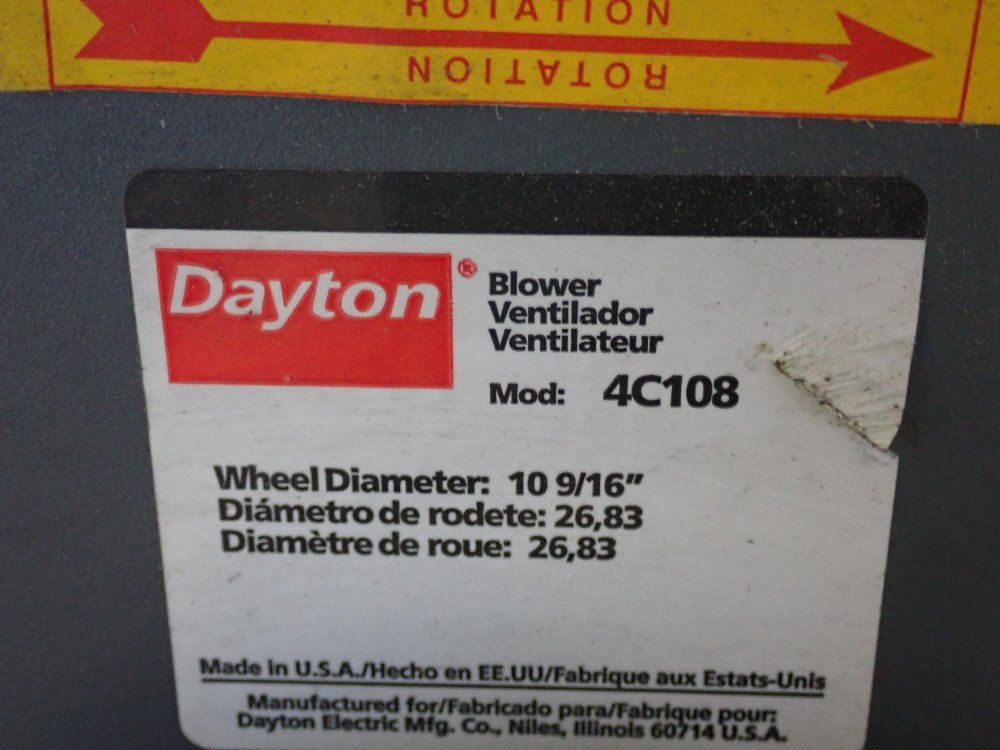 ROTATION
ROTATION
Dayton®
Blower
Ventilador
Ventilateur
Mod: 4C108
Wheel Diameter: 10 9/16"
Diámetro de rodete: 26,83
Diamètre de roue: 26,83
Made in U.S.A./Hecho en EE.UU/Fabrique aux Estats-Unis
Manufactured for/Fabricado para/Fabrique pour:
Dayton Electric Mfg. Co., Niles, Illinois 60714 U.S.A.